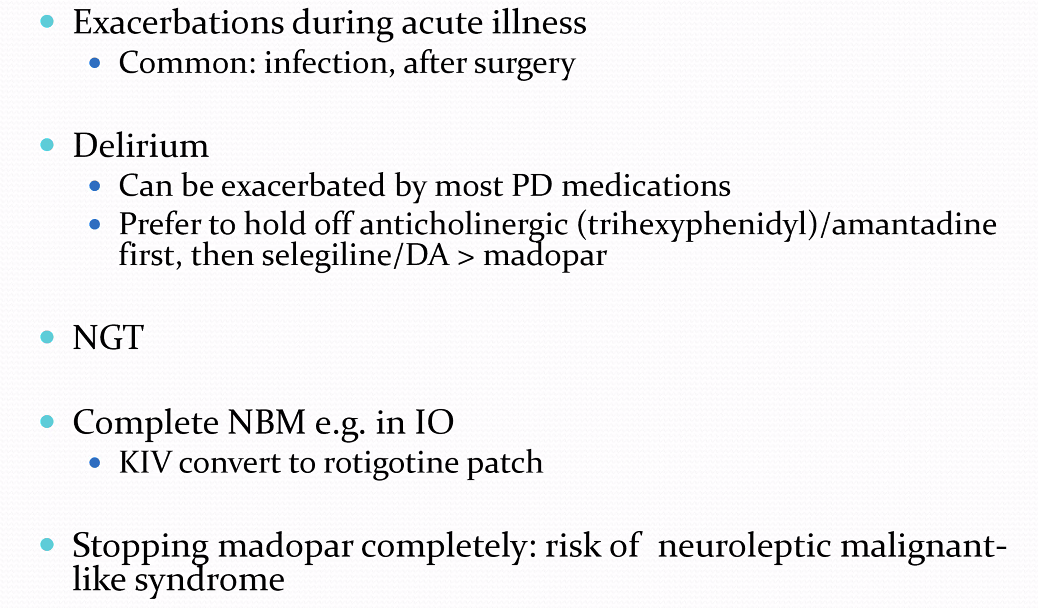 Exacerbations during acute illness
Common: infection, after surgery
Delirium
Can be exacerbated by most PD medications
Prefer to hold off anticholinergic (trihexyphenidyl)/amantadine
first, then selegiline/DA > madopar
NGT
Complete NBM e.g. in IO
KIV convert to rotigotine patch
Stopping madopar completely: risk of  neuroleptic malignant-
like syndrome